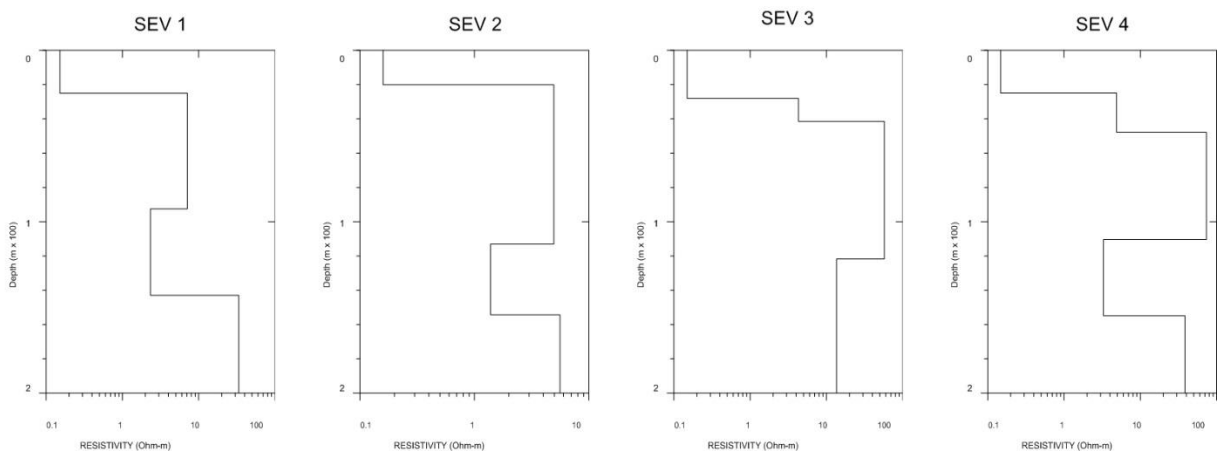 SEV 1
0
1
2
Depth (m x 100)
0.1 1 10 100
RESISTIVITY (Ohm-m)
SEV 2
0
1
2
Depth (m x 100)
0.1 1 10
RESISTIVITY (Ohm-m)
SEV 3
0
1
2
Depth (m x 100)
0.1 1 10 100
RESISTIVITY (Ohm-m)
SEV 4
0
1
2
Depth (m x 100)
0.1 1 10 100
RESISTIVITY (Ohm-m)